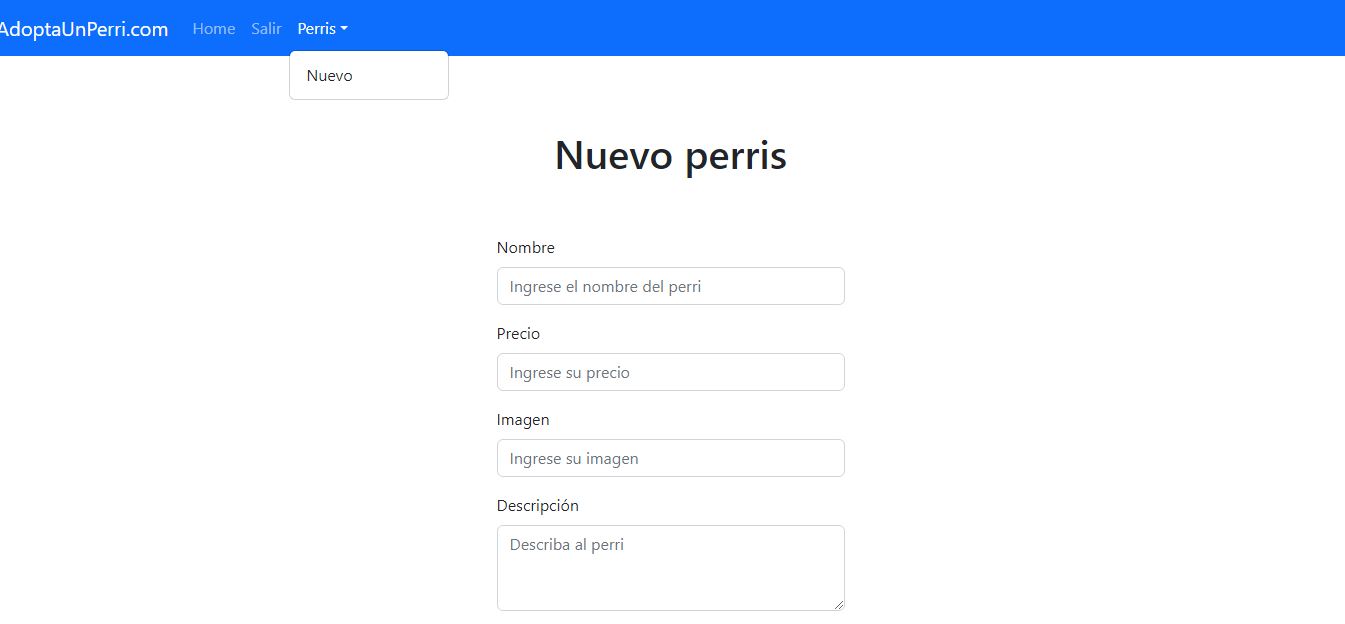 AdoptaUnPerri.com Home Salir Perris
Nuevo
Nuevo perris
Nombre
Ingrese el nombre del perri
Precio
Ingrese su precio
Imagen
Ingrese su imagen
Descripción
Describa al perri